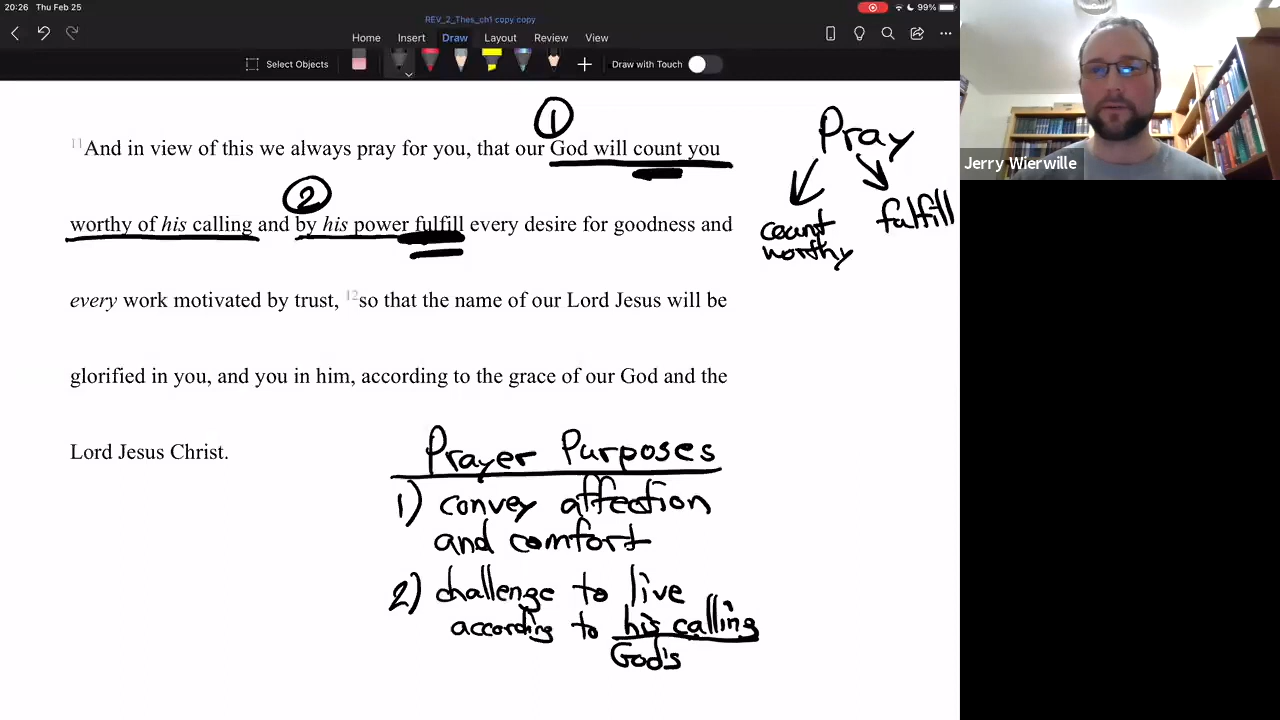 20:26 Thu Feb 25
99%
REV_2_Thes_ch1 copy copy
Home Insert Draw Layout Review View
Select Objects
Draw with Touch
①
11And in view of this we always pray for you, that our God will count you
②
worthy of his calling and by his power fulfill every desire for goodness and
every work motivated by trust, 12so that the name of our Lord Jesus will be
glorified in you, and you in him, according to the grace of our God and the
Lord Jesus Christ.
Pray
count
worthy
fulfill
Prayer Purposes
1) convey affection
and comfort
2) challenge to live
according to his calling
God's
Jerry Wierwille